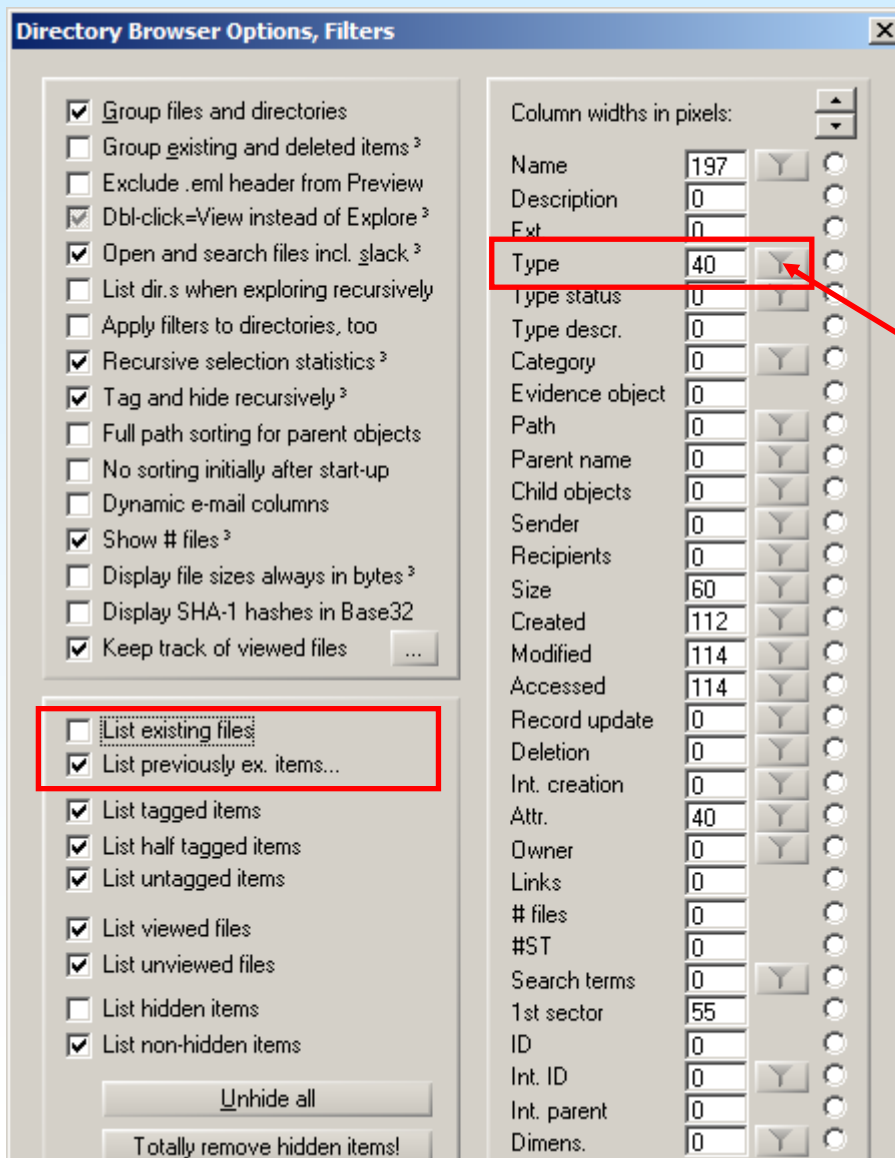 Directory Browser Options, Filters
Group files and directories
Group existing and deleted items ³
Exclude .eml header from Preview
Dbl-click=View instead of Explore ³
Open and search files incl. slack ³
List dir.s when exploring recursively
Apply filters to directories, too
Recursive selection statistics ³
Tag and hide recursively ³
Full path sorting for parent objects
No sorting initially after start-up
Dynamic e-mail columns
Show # files ³
Display file sizes always in bytes ³
Display SHA-1 hashes in Base32
Keep track of viewed files ...
List existing files
List previously ex. items...
List tagged items
List half tagged items
List untagged items
List viewed files
List unviewed files
List hidden items
List non-hidden items
Unhide all
Totally remove hidden items!
Column widths in pixels:
Name 197
Description 0
Ext. 0
Type 40
Type status 0
Type descr. 0
Category 0
Evidence object 0
Path 0
Parent name 0
Child objects 0
Sender 0
Recipients 0
Size 60
Created 112
Modified 114
Accessed 114
Record update 0
Deletion 0
Int. creation 0
Attr. 40
Owner 0
Links 0
# files 0
#ST 0
Search terms 0
1st sector 55
ID 0
Int. ID 0
Int. parent 0
Dimens. 0